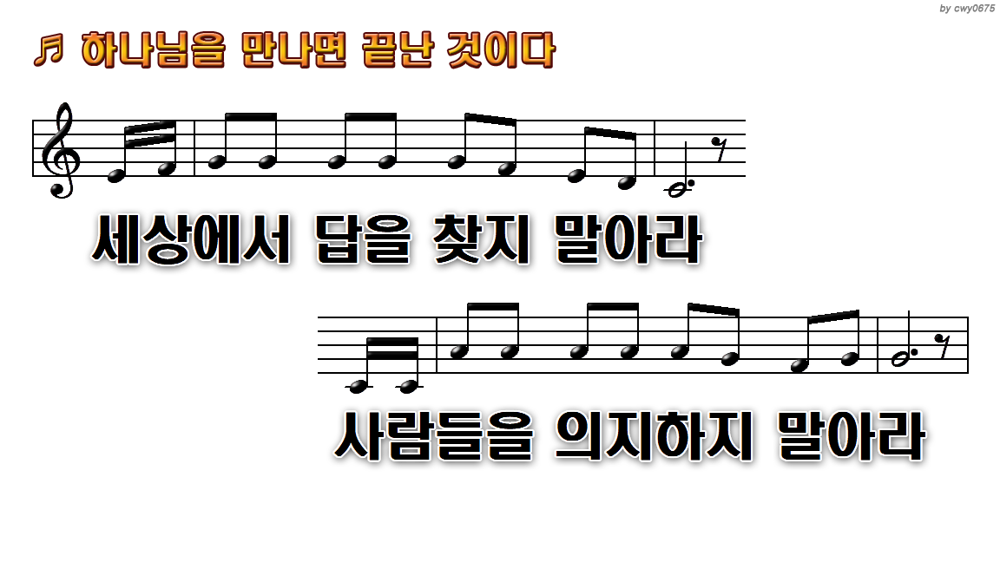 by cwy0675
♬ 하나님을 만나면 끝난 것이다
세상에서 답을 찾지 말아라
사람들을 의지하지 말아라